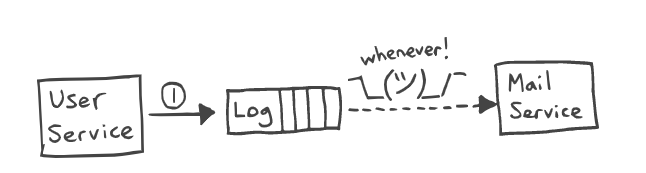 User
Service
①
Log
whenever!
¯\_(ツ)_/¯
Mail
Service